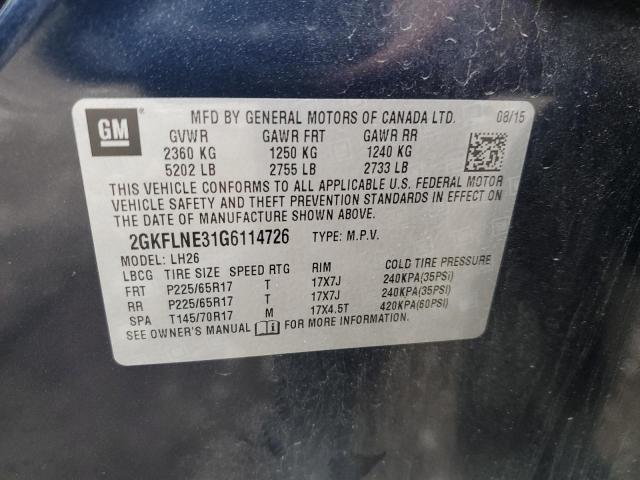 GM®
MFD BY GENERAL MOTORS OF CANADA LTD. 08/15
GVWR GAWR FRT GAWR RR
2360 KG 1250 KG 1240 KG
5202 LB 2755 LB 2733 LB
THIS VEHICLE CONFORMS TO ALL APPLICABLE U.S. FEDERAL MOTOR
VEHICLE SAFETY AND THEFT PREVENTION STANDARDS IN EFFECT ON
THE DATE OF MANUFACTURE SHOWN ABOVE.
2GKFLNE31G6114726 TYPE: M.P.V.
MODEL: LH26
LBCG TIRE SIZE SPEED RTG RIM COLD TIRE PRESSURE
FRT P225/65R17 T 17X7J 240KPA(35PSI)
RR P225/65R17 T 17X7J 240KPA(35PSI)
SPA T145/70R17 M 17X4.5T 420KPA(60PSI)
SEE OWNER'S MANUAL FOR MORE INFORMATION.